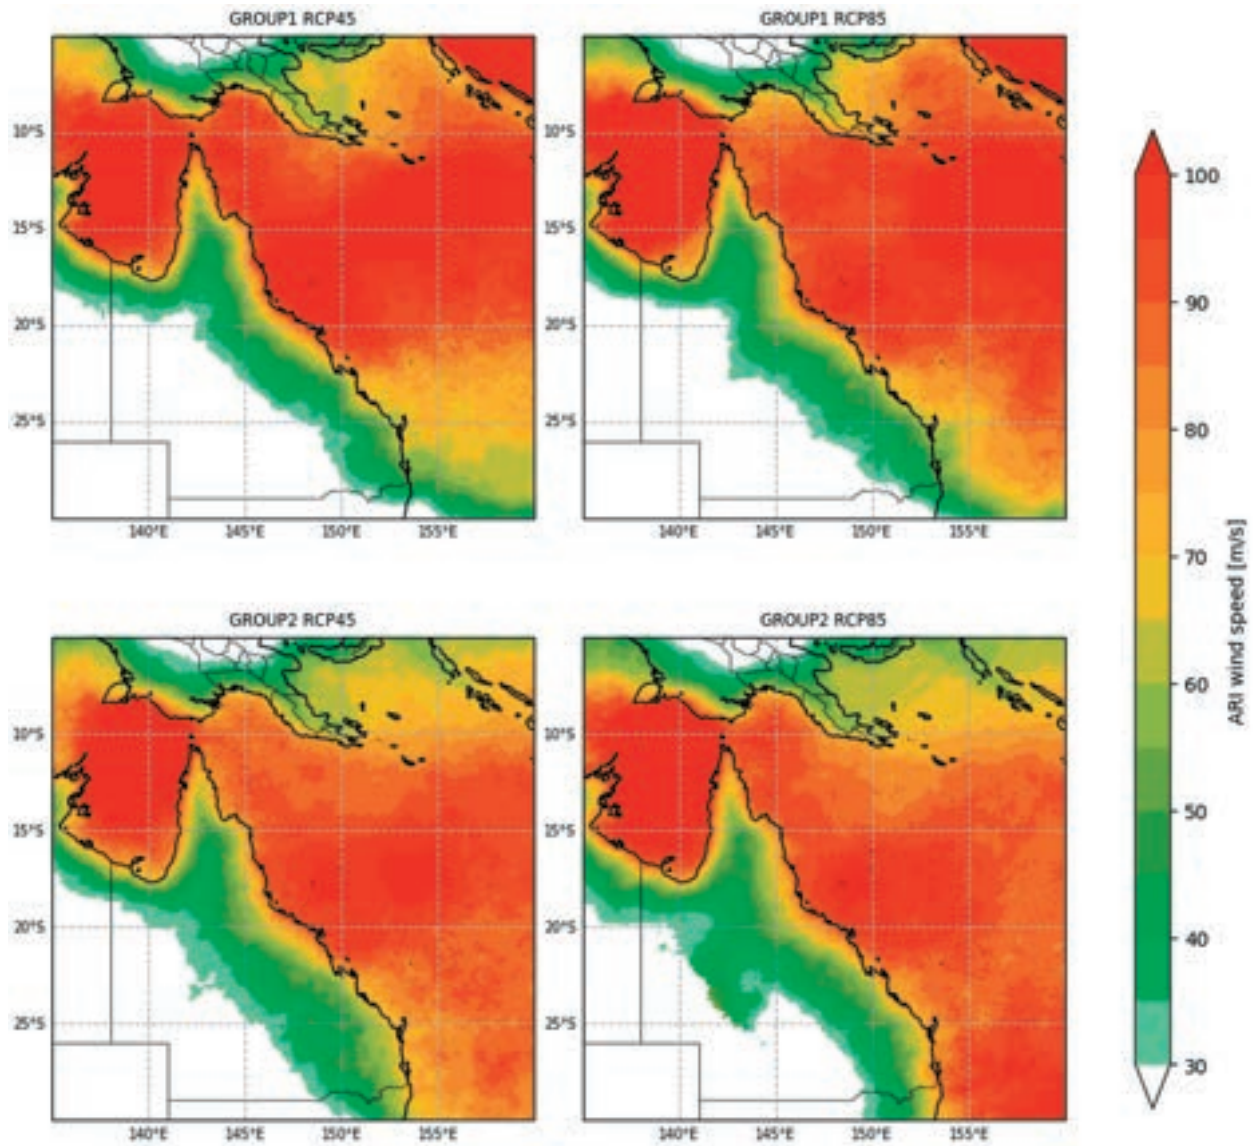 GROUP1 RCP45
GROUP1 RCP85
10°S
15°S
20°S
25°S
140°E 145°E 150°E 155°E
10°S
15°S
20°S
25°S
140°E 145°E 150°E 155°E
GROUP2 RCP45
GROUP2 RCP85
10°S
15°S
20°S
25°S
140°E 145°E 150°E 155°E
10°S
15°S
20°S
25°S
140°E 145°E 150°E 155°E
100
90
80
70
60
50
40
30
ARI wind speed [m/s]